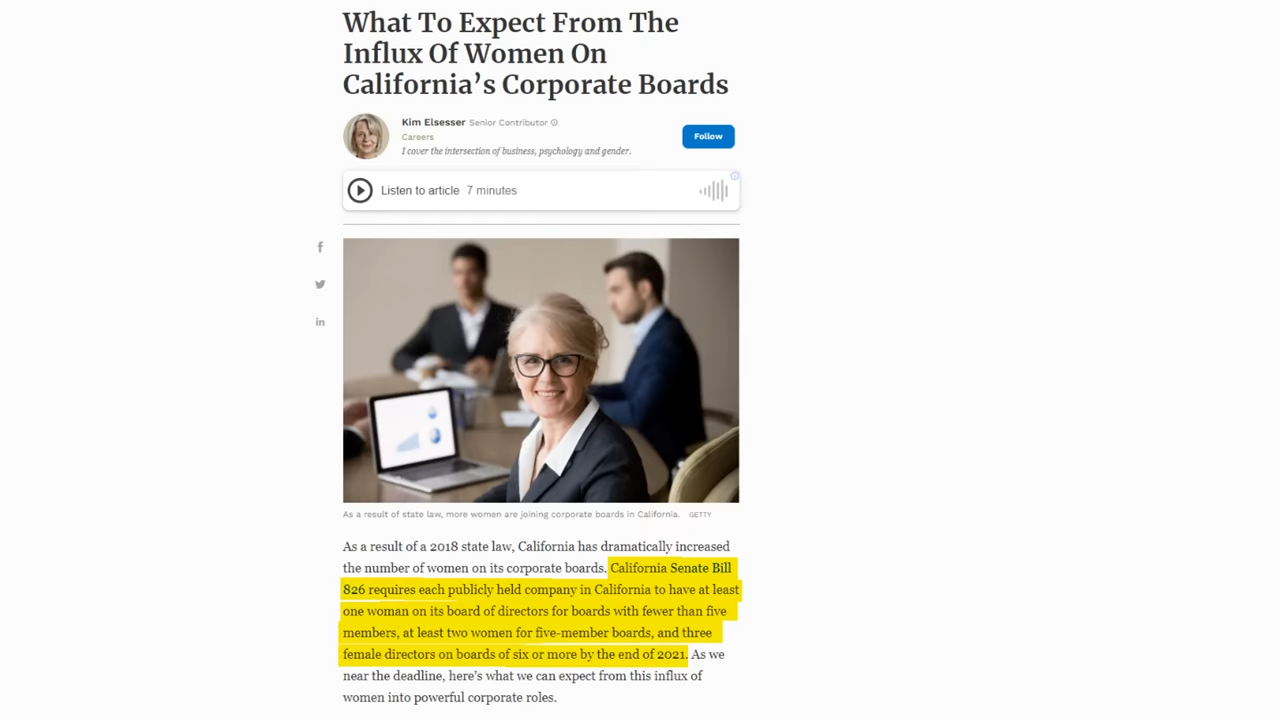 What To Expect From The
Influx Of Women On
California's Corporate Boards
Kim Elsesser Senior Contributor
Careers
I cover the intersection of business, psychology and gender.
Follow
Listen to article 7 minutes
As a result of state law, more women are joining corporate boards in California. GETTY
As a result of a 2018 state law, California has dramatically increased
the number of women on its corporate boards. California Senate Bill
826 requires each publicly held company in California to have at least
one woman on its board of directors for boards with fewer than five
members, at least two women for five-member boards, and three
female directors on boards of six or more by the end of 2021. As we
near the deadline, here's what we can expect from this influx of
women into powerful corporate roles.